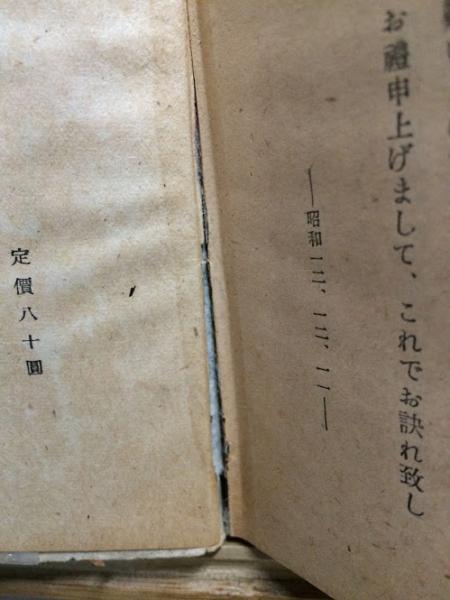 お禮申上げまして、これでお訣れ致し
―昭和一二、一二、一一―
定價八十圓